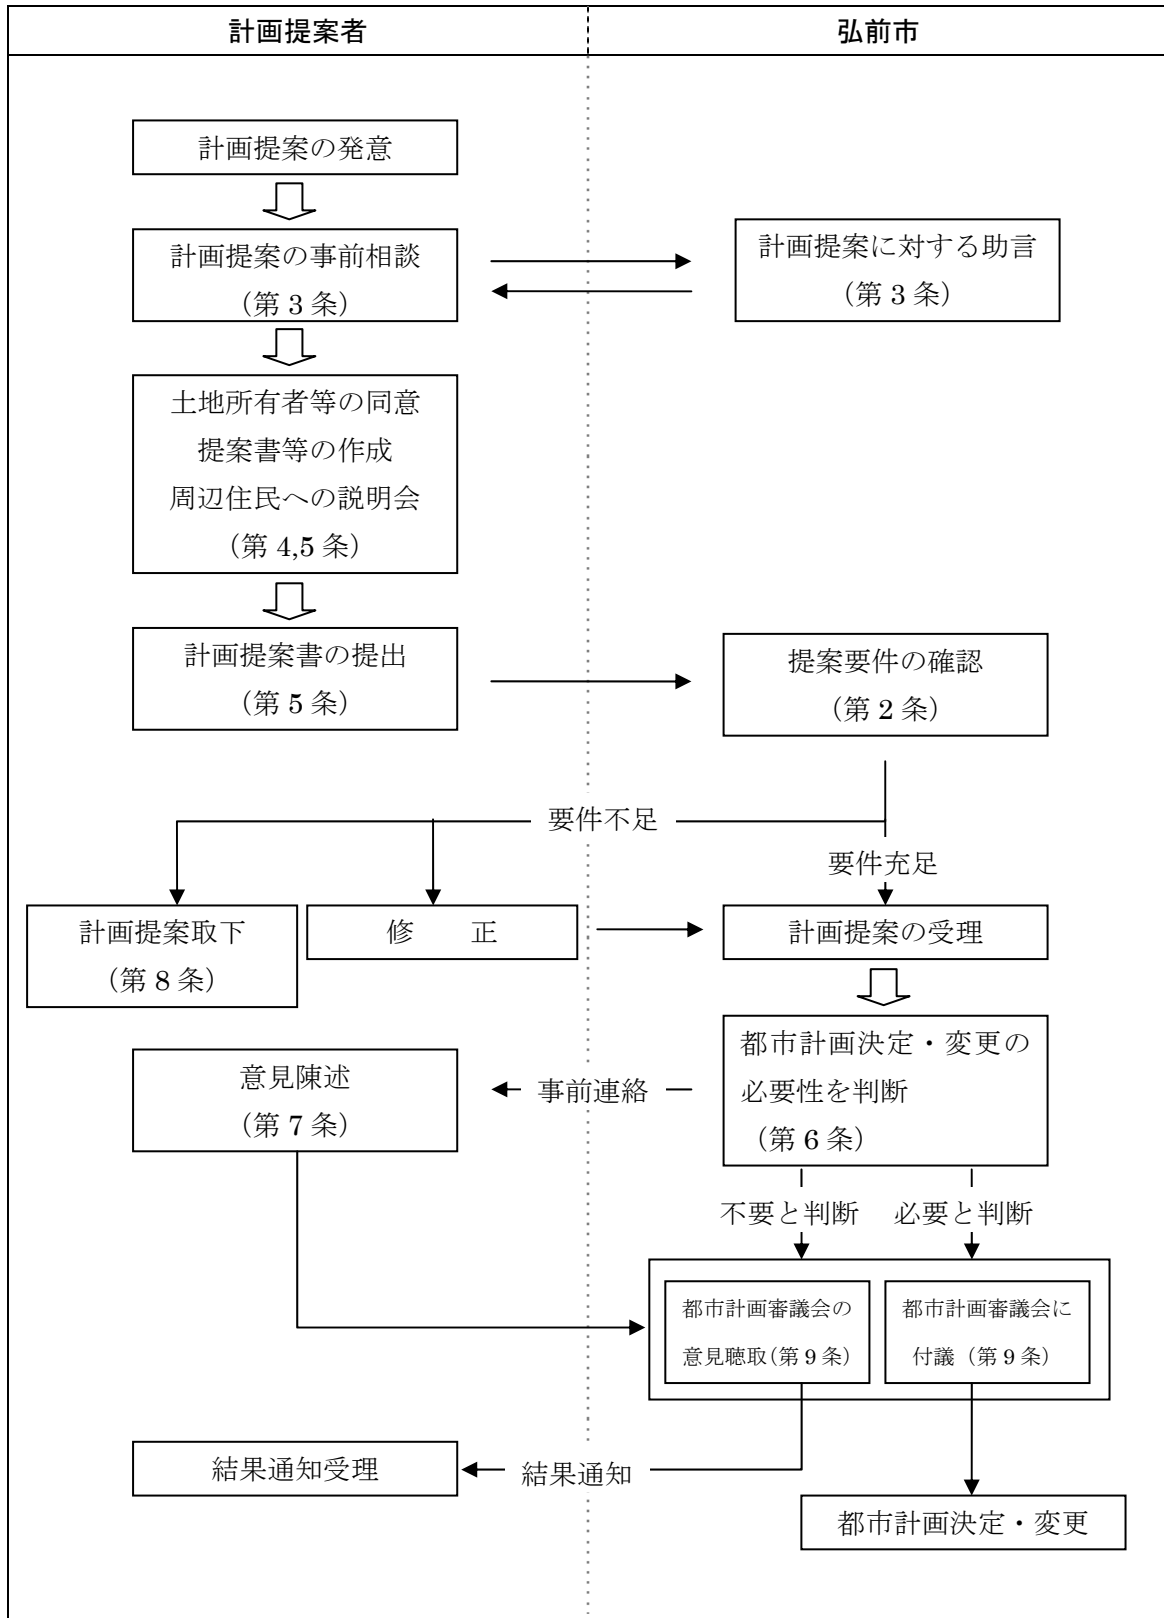 計画提案者
弘前市
計画提案の発意
計画提案の事前相談
（第 3 条）
計画提案に対する助言
（第 3 条）
土地所有者等の同意
提案書等の作成
周辺住民への説明会
（第 4,5 条）
計画提案書の提出
（第 5 条）
提案要件の確認
（第 2 条）
要件不足
要件充足
計画提案取下
（第 8 条）
修　　正
計画提案の受理
都市計画決定・変更の
必要性を判断
（第 6 条）
事前連絡
意見陳述
（第 7 条）
不要と判断
必要と判断
都市計画審議会の
意見聴取（第 9 条）
都市計画審議会に
付議（第 9 条）
結果通知受理
結果通知
都市計画決定・変更